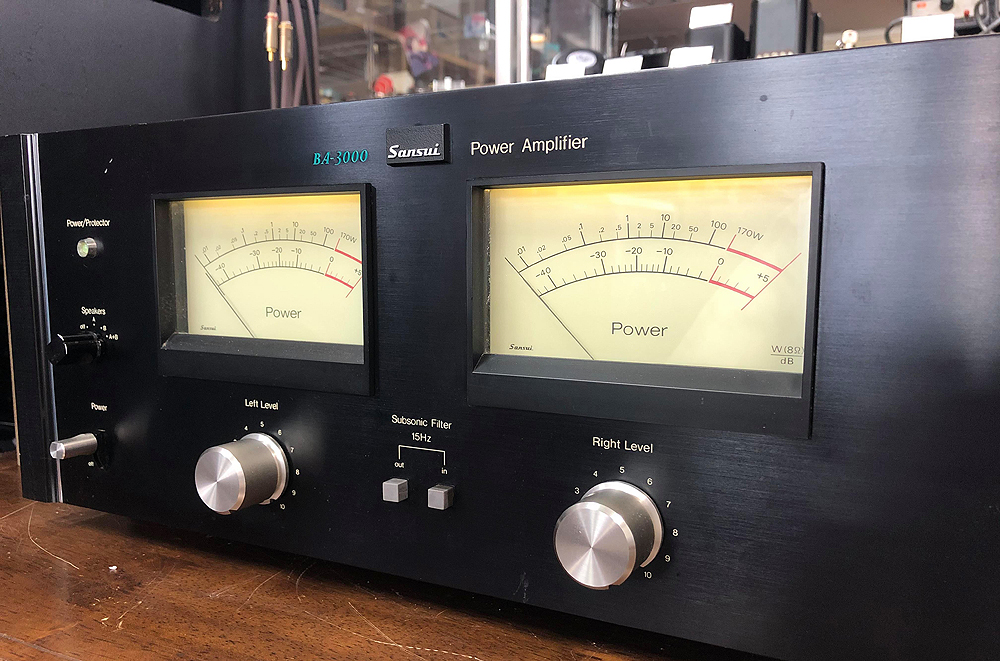 BA-3000
Sansui
Power Amplifier
Power/Protector
Speakers
off A B A+B
Power
off
.01 .1 .5 1 2 5 10 20 50 100 170W
-40 -30 -20 -10 0 +5
Power
Sansui
.01 .02 .05 .1 .2 .5 1 2 5 10 20 50 100 170W
-40 -30 -20 -10 0 +5
Power
Sansui
W(8Ω)
dB
Left Level
4 5 6 7 8 9 10
Subsonic Filter
15Hz
out in
Right Level
3 4 5 6 7 8 9 10